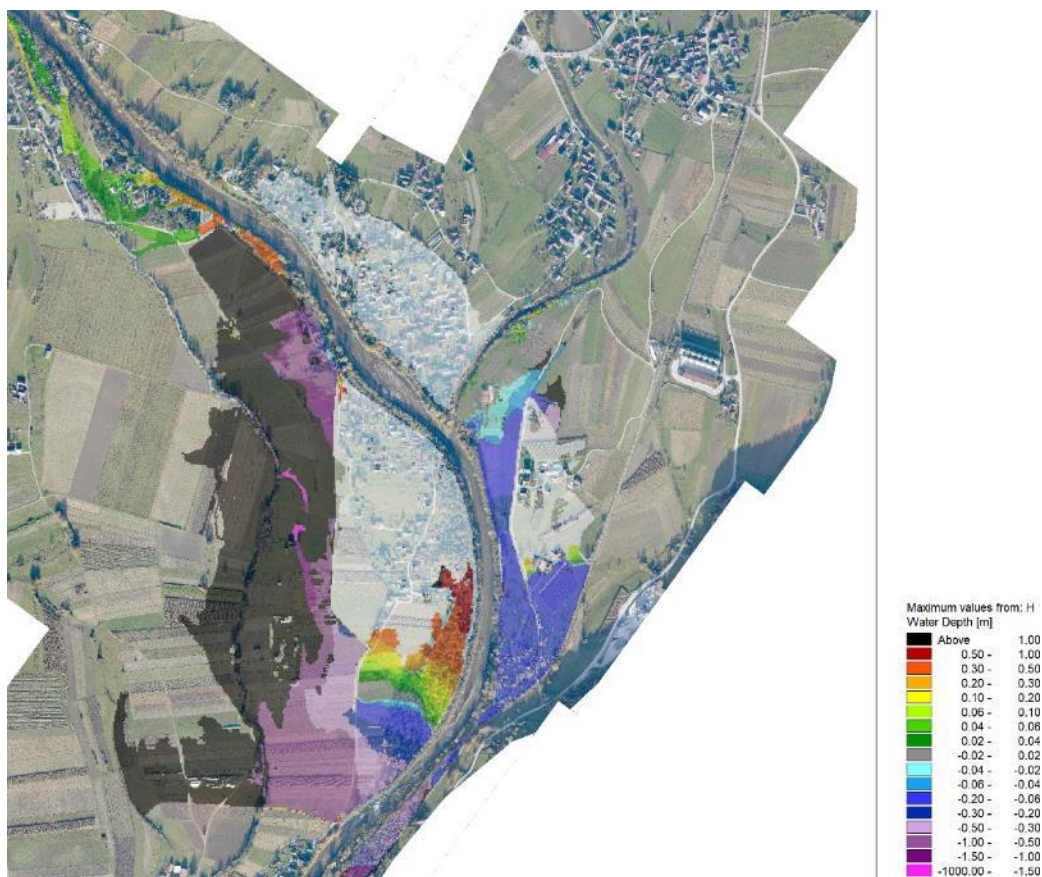 Maximum values from: H
Water Depth [m]
Above 1.00
0.50 - 1.00
0.30 - 0.50
0.20 - 0.30
0.10 - 0.20
0.06 - 0.10
0.04 - 0.06
0.02 - 0.04
-0.02 - 0.02
-0.04 - -0.02
-0.06 - -0.04
-0.20 - -0.06
-0.30 - -0.20
-0.50 - -0.30
-1.00 - -0.50
-1.50 - -1.00
-1000.00 - -1.50